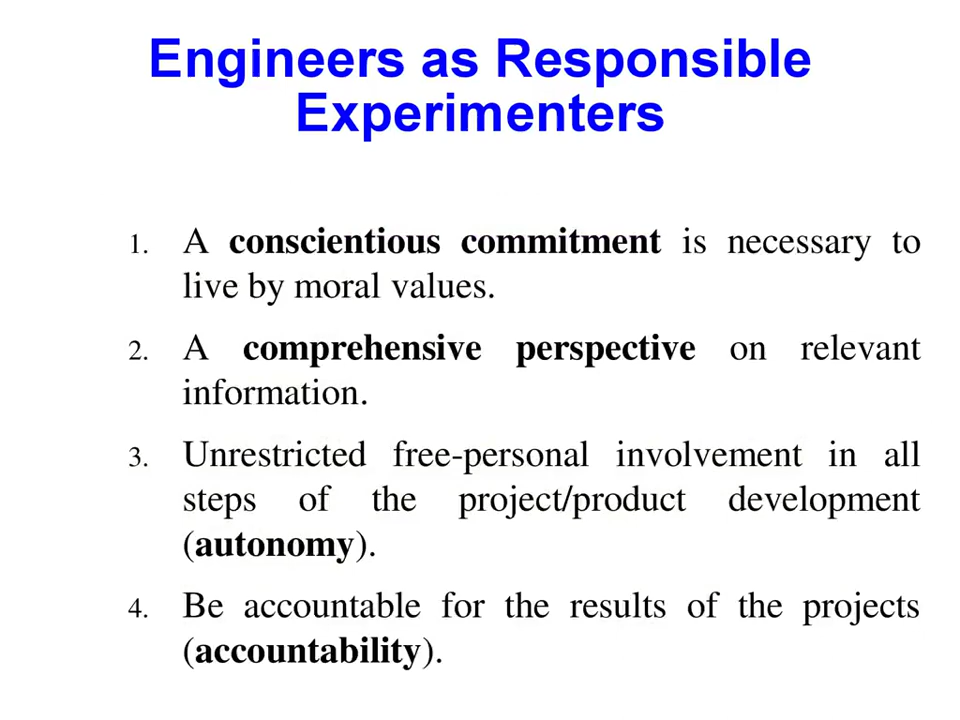 Engineers as Responsible
Experimenters
1. A conscientious commitment is necessary to
live by moral values.
2. A comprehensive perspective on relevant
information.
3. Unrestricted free-personal involvement in all
steps of the project/product development
(autonomy).
4. Be accountable for the results of the projects
(accountability).